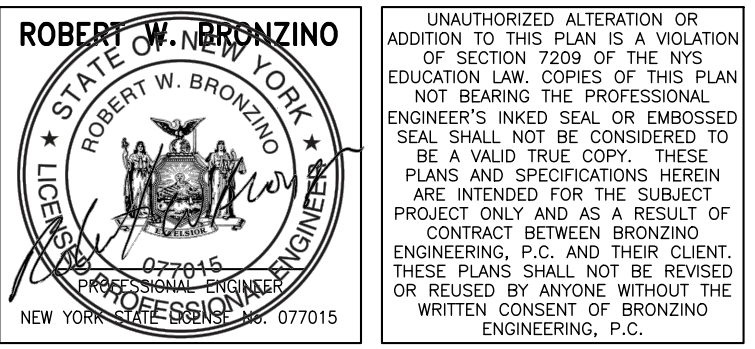 ROBERT W. BRONZINO
STATE OF NEW YORK
ROBERT W. BRONZINO
EXCELSIOR
077015
LICENSED PROFESSIONAL ENGINEER
PROFESSIONAL ENGINEER
NEW YORK STATE LICENSE No. 077015
UNAUTHORIZED ALTERATION OR
ADDITION TO THIS PLAN IS A VIOLATION
OF SECTION 7209 OF THE NYS
EDUCATION LAW. COPIES OF THIS PLAN
NOT BEARING THE PROFESSIONAL
ENGINEER'S INKED SEAL OR EMBOSSED
SEAL SHALL NOT BE CONSIDERED TO
BE A VALID TRUE COPY. THESE
PLANS AND SPECIFICATIONS HEREIN
ARE INTENDED FOR THE SUBJECT
PROJECT ONLY AND AS A RESULT OF
CONTRACT BETWEEN BRONZINO
ENGINEERING, P.C. AND THEIR CLIENT.
THESE PLANS SHALL NOT BE REVISED
OR REUSED BY ANYONE WITHOUT THE
WRITTEN CONSENT OF BRONZINO
ENGINEERING, P.C.